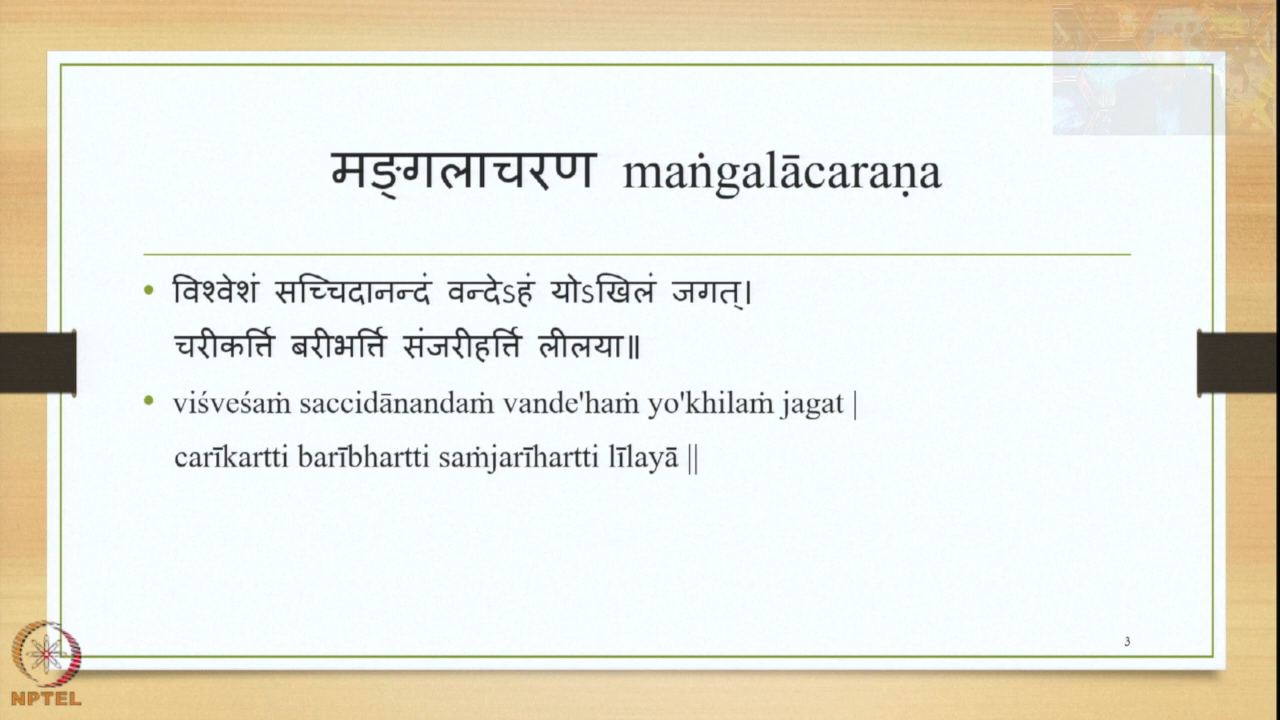 मङ्गलाचरण maṅgalācaraṇa
• विश्वेशं सच्चिदानन्दं वन्देऽहं योऽखिलं जगत्।
चरीकर्त्ति बरीभर्त्ति संजरीहर्त्ति लीलया॥
• viśveśaṁ saccidānandaṁ vande'haṁ yo'khilaṁ jagat |
carīkartti barībhartti saṁjarīhartti līlayā ||
3
NPTEL